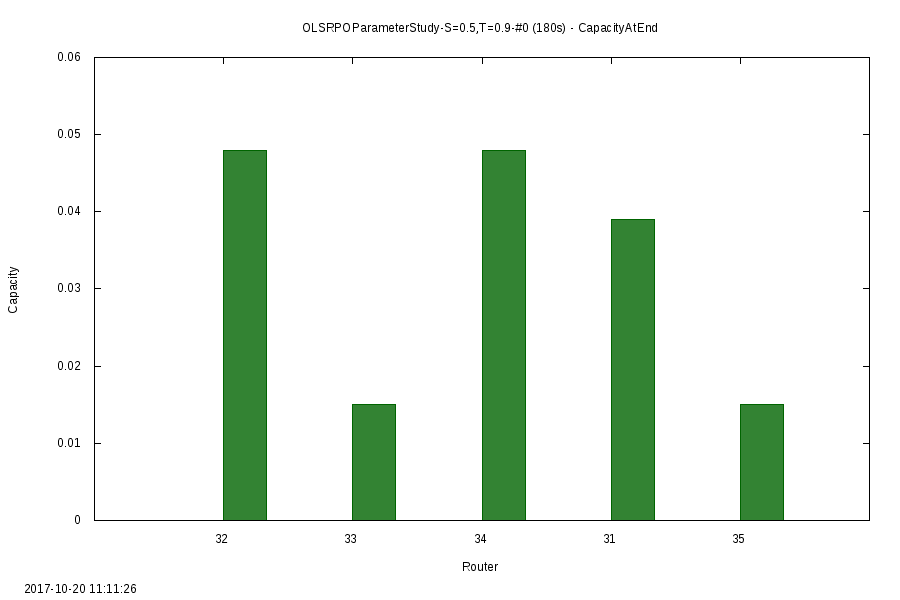 OLSRPOParameterStudy-S=0.5,T=0.9-#0 (180s) - CapacityAtEnd
0.06
0.05
0.04
0.03
0.02
0.01
0
Capacity
32 33 34 31 35
Router
2017-10-20 11:11:26